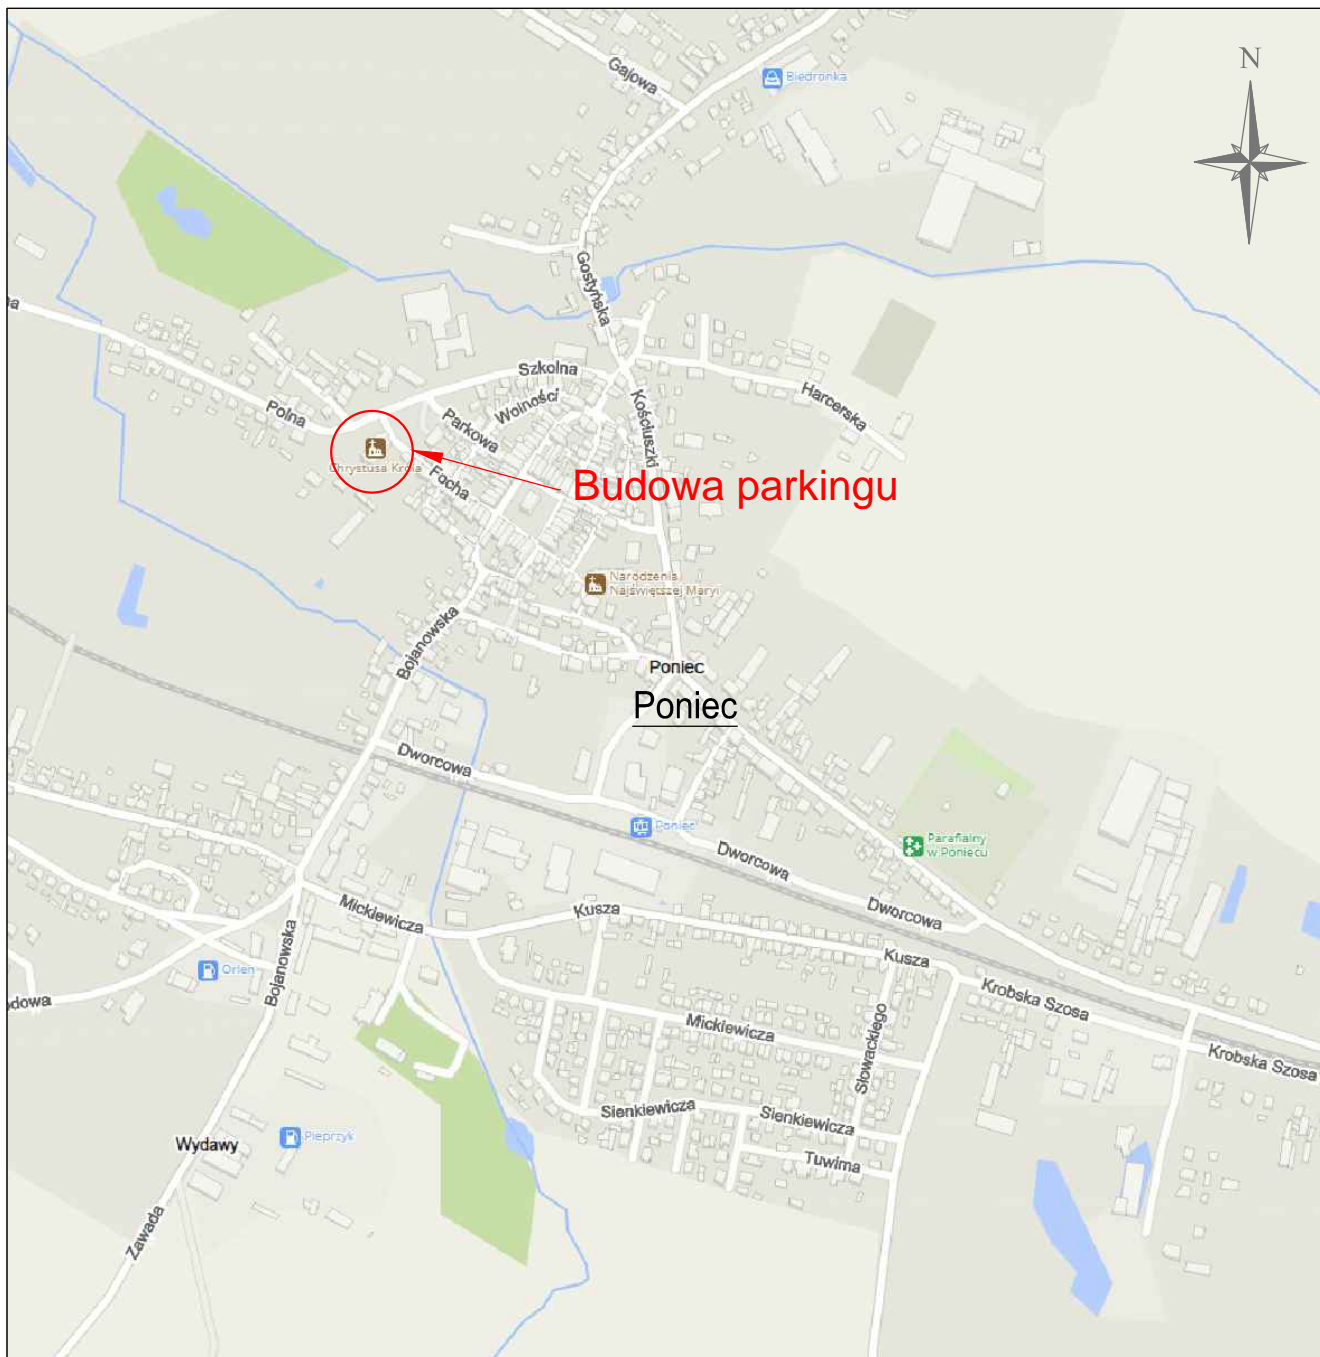 N
Gajowa
Biedronka
Gostyńska
na
Szkolna
Wolności
Harcerska
Polna
Parkowa
Kościuszki
Chrystusa Króla
Focha
Budowa parkingu
Narodzenia
Najświętszej Maryi
Bojanowska
Poniec
Poniec
Dworcowa
Poniec
Parafialny
w Poniecu
Dworcowa
Mickiewicza
Kusza
Dworcowa
Bojanowska
Kusza
Orlen
odowa
Krobska Szosa
Mickiewicza
Słowackiego
Krobska Szosa
Sienkiewicza
Sienkiewicza
Wydawy
Pieprzyk
Tuwima
Zawada